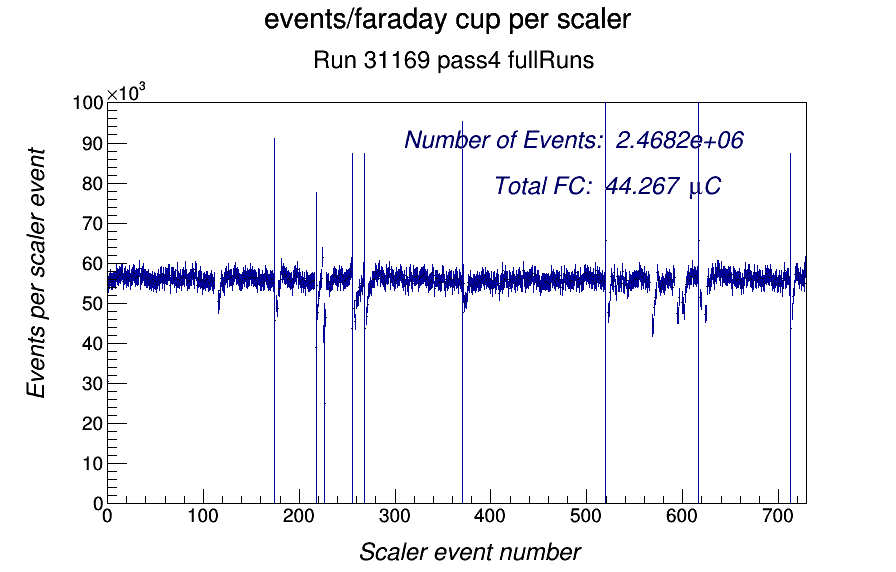 events/faraday cup per scaler
Run 31169 pass4 fullRuns
×10³
100
90
80
70
60
50
40
30
20
10
0
Events per scaler event
Number of Events: 2.4682e+06
Total FC: 44.267 μC
0 100 200 300 400 500 600 700
Scaler event number